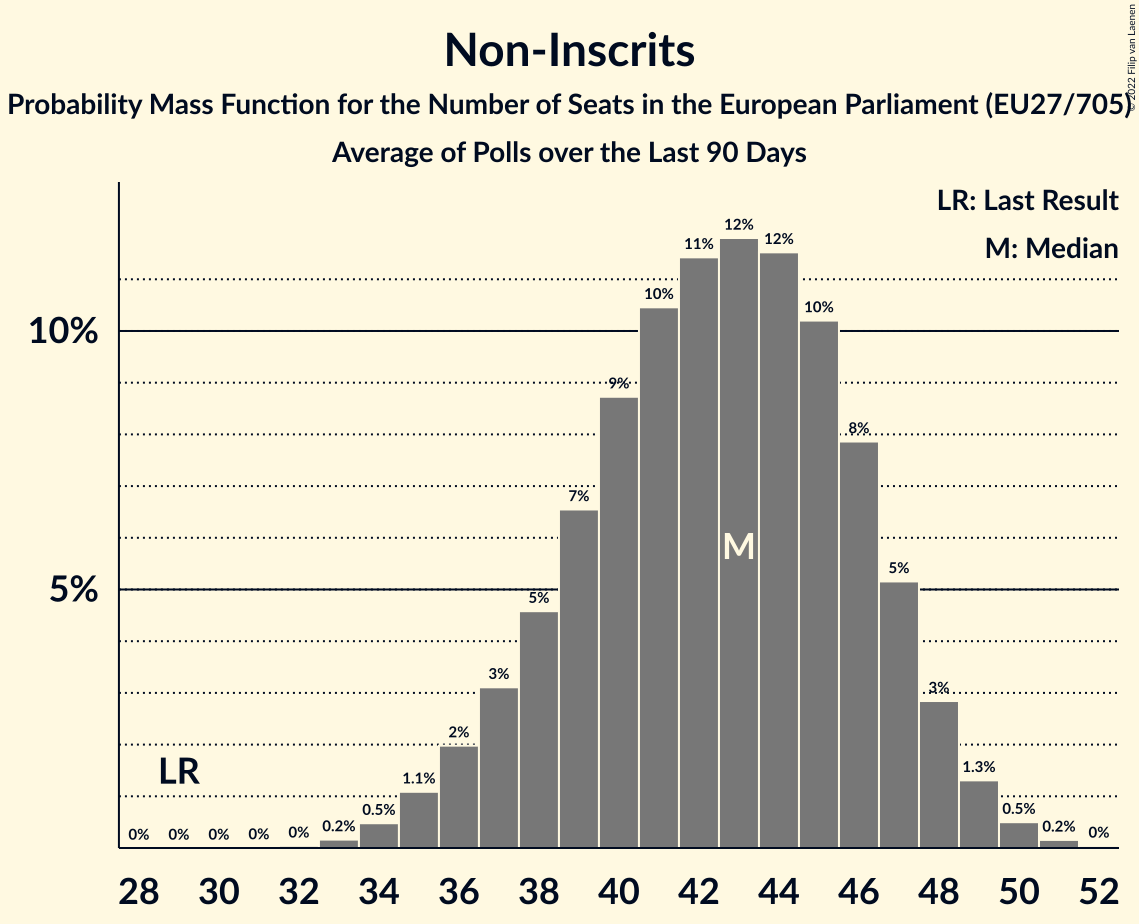 Non-Inscrits
© 2022 Filip van Laenen
Probability Mass Function for the Number of Seats in the European Parliament (EU27/705)
Average of Polls over the Last 90 Days
LR: Last Result
M: Median
10%
5%
0% 0% 0% 0% 0% 0.2% 0.5% 1.1% 2% 3% 5% 7% 9% 10% 11% 12% 12% 10% 8% 5% 3% 1.3% 0.5% 0.2% 0%
LR
M
28 30 32 34 36 38 40 42 44 46 48 50 52